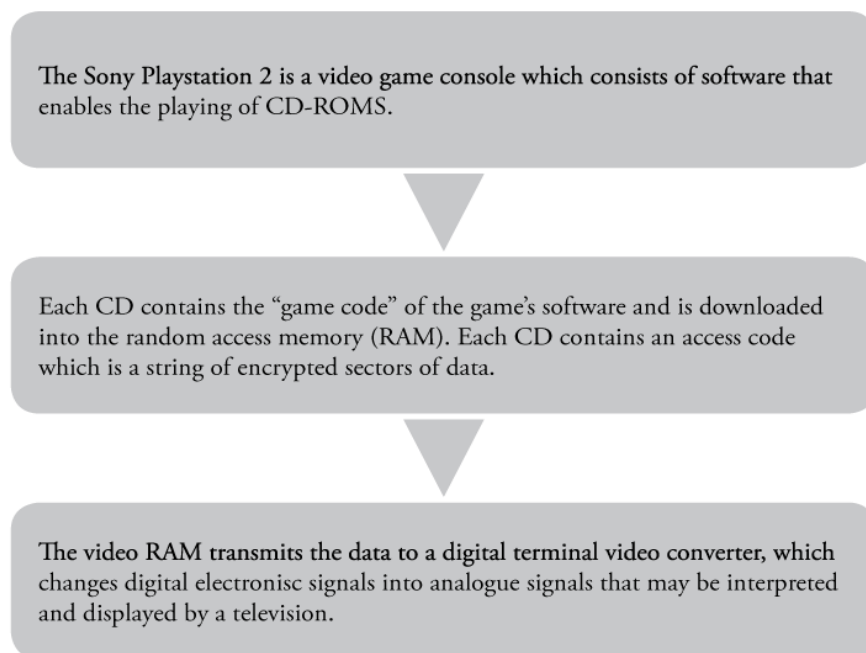 The Sony Playstation 2 is a video game console which consists of software that
enables the playing of CD-ROMS.
Each CD contains the “game code” of the game’s software and is downloaded
into the random access memory (RAM). Each CD contains an access code
which is a string of encrypted sectors of data.
The video RAM transmits the data to a digital terminal video converter, which
changes digital electronisc signals into analogue signals that may be interpreted
and displayed by a television.